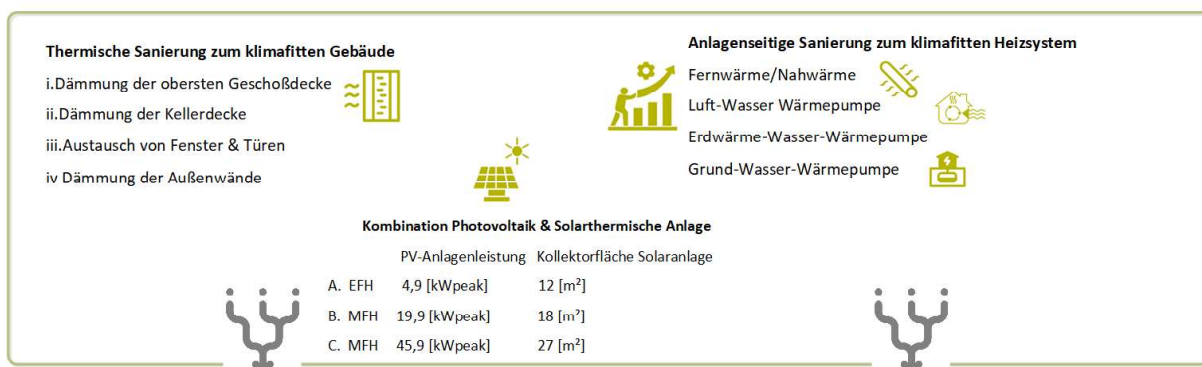 Thermische Sanierung zum klimafitten Gebäude
i.Dämmung der obersten Geschoßdecke
ii.Dämmung der Kellerdecke
iii.Austausch von Fenster & Türen
iv Dämmung der Außenwände
Anlagenseitige Sanierung zum klimafitten Heizsystem
Fernwärme/Nahwärme
Luft-Wasser Wärmepumpe
Erdwärme-Wasser-Wärmepumpe
Grund-Wasser-Wärmepumpe
Kombination Photovoltaik & Solarthermische Anlage
PV-Anlagenleistung Kollektorfläche Solaranlage
A. EFH 4,9 [kWpeak] 12 [m²]
B. MFH 19,9 [kWpeak] 18 [m²]
C. MFH 45,9 [kWpeak] 27 [m²]